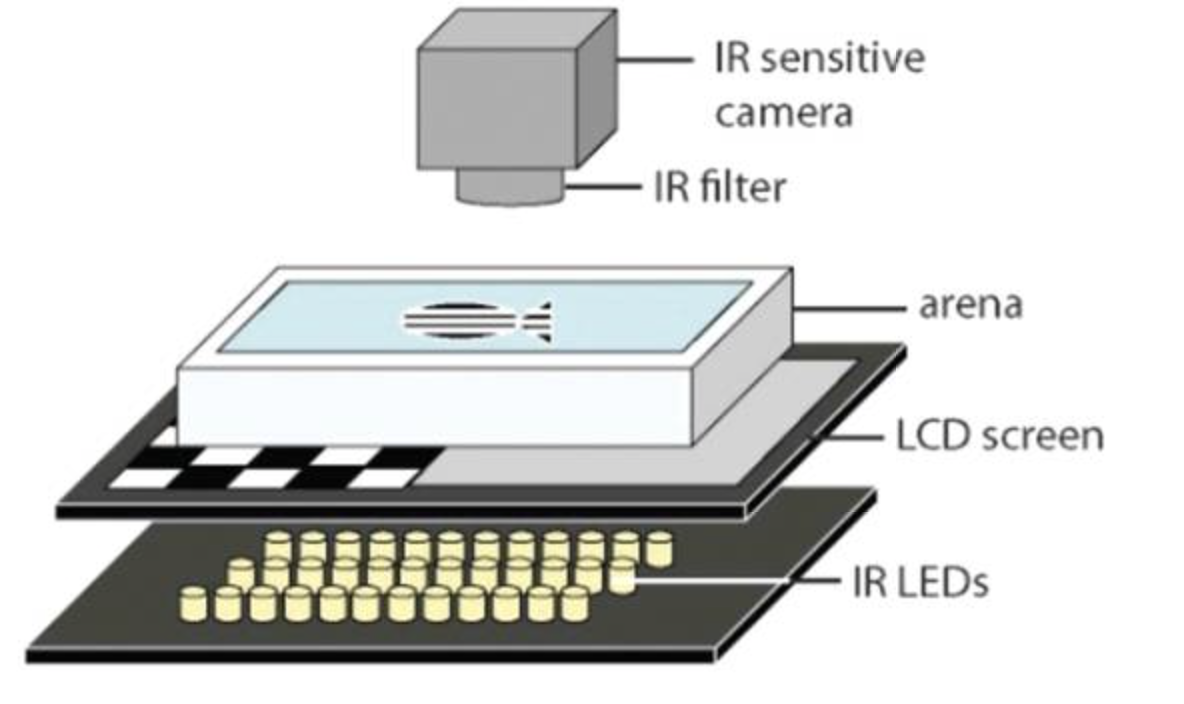 IR sensitive
camera
IR filter
arena
LCD screen
IR LEDs